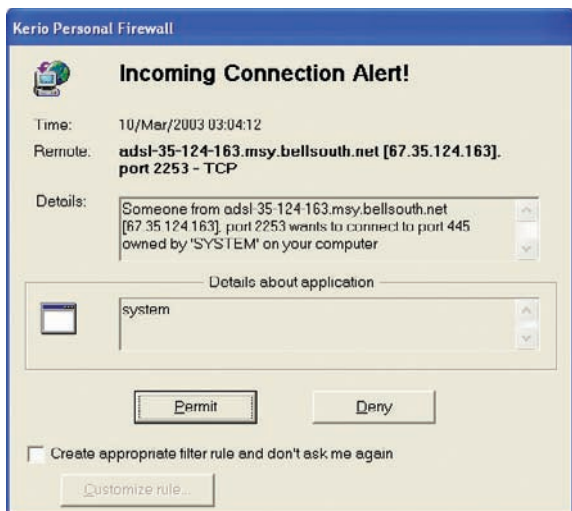 Kerio Personal Firewall
Incoming Connection Alert!
Time: 10/Mar/2003 03:04:12
Remote: adsl-35-124-163.msy.bellsouth.net [67.35.124.163].
port 2253 - TCP
Details: Someone from adsl-35-124-163.msy.bellsouth.net
[67.35.124.163], port 2253 wants to connect to port 445
owned by 'SYSTEM' on your computer
Details about application
system
Permit Deny
Create appropriate filter rule and don't ask me again
Customize rule...